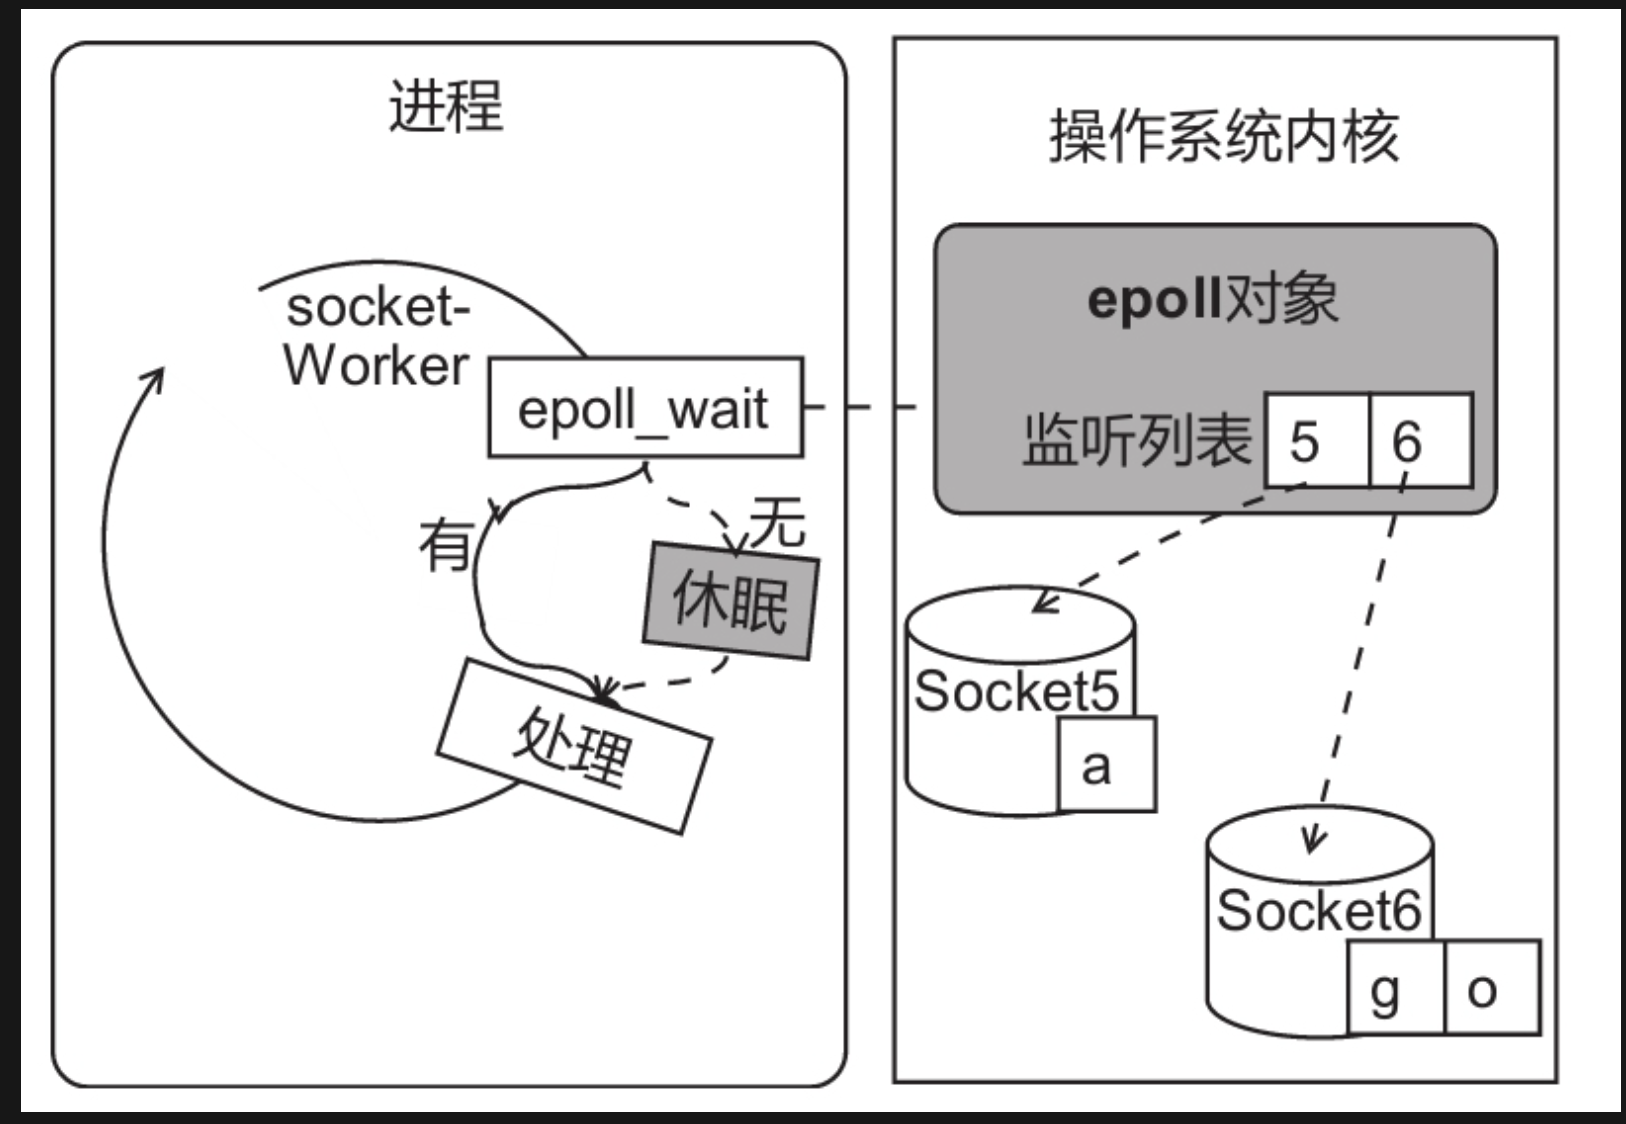 进程
socket-
Worker
epoll_wait
有
无
休眠
处理
操作系统内核
epoll对象
监听列表 5 6
Socket5
a
Socket6
g o